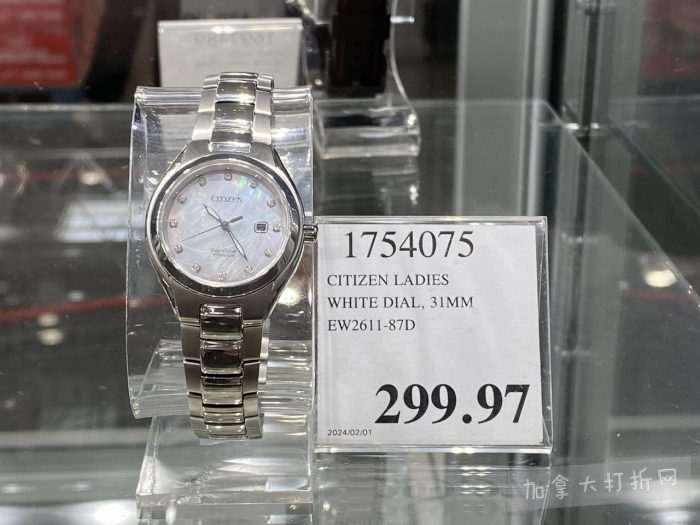 CITIZEN
1754075
CITIZEN LADIES
WHITE DIAL, 31MM
EW2611-87D
299.97
2024/02/01
加拿大打折网